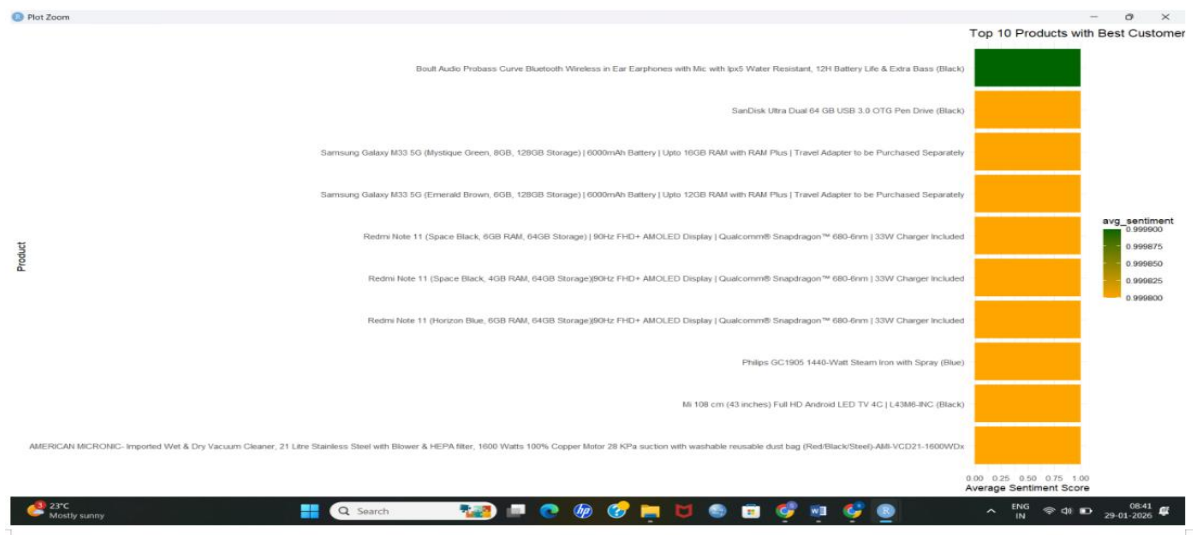 Plot Zoom
Top 10 Products with Best Customer
Boult Audio Probass Curve Bluetooth Wireless in Ear Earphones with Mic with Ipx5 Water Resistant, 12H Battery Life & Extra Bass (Black)
SanDisk Ultra Dual 64 GB USB 3.0 OTG Pen Drive (Black)
Samsung Galaxy M33 5G (Mystique Green, 8GB, 128GB Storage) | 6000mAh Battery | Upto 16GB RAM with RAM Plus | Travel Adapter to be Purchased Separately
Samsung Galaxy M33 5G (Emerald Brown, 6GB, 128GB Storage) | 6000mAh Battery | Upto 12GB RAM with RAM Plus | Travel Adapter to be Purchased Separately
Redmi Note 11 (Space Black, 6GB RAM, 64GB Storage) | 90Hz FHD+ AMOLED Display | Qualcomm® Snapdragon™ 680-6nm | 33W Charger Included
Redmi Note 11 (Space Black, 4GB RAM, 64GB Storage)|90Hz FHD+ AMOLED Display | Qualcomm® Snapdragon™ 680-6nm | 33W Charger Included
Redmi Note 11 (Horizon Blue, 6GB RAM, 64GB Storage)|90Hz FHD+ AMOLED Display | Qualcomm® Snapdragon™ 680-6nm | 33W Charger Included
Philips GC1905 1440-Watt Steam Iron with Spray (Blue)
Mi 108 cm (43 inches) Full HD Android LED TV 4C | L43M6-INC (Black)
AMERICAN MICRONIC- Imported Wet & Dry Vacuum Cleaner, 21 Litre Stainless Steel with Blower & HEPA filter, 1600 Watts 100% Copper Motor 28 KPa suction with washable reusable dust bag (Red/Black/Steel)-AMI-VCD21-1600WDx
Product
avg_sentiment
0.999900
0.999875
0.999850
0.999825
0.999800
0.00 0.25 0.50 0.75 1.00
Average Sentiment Score
3
23°C
Mostly sunny
Search
hp
W
R
ENG
IN
08:41
29-01-2026